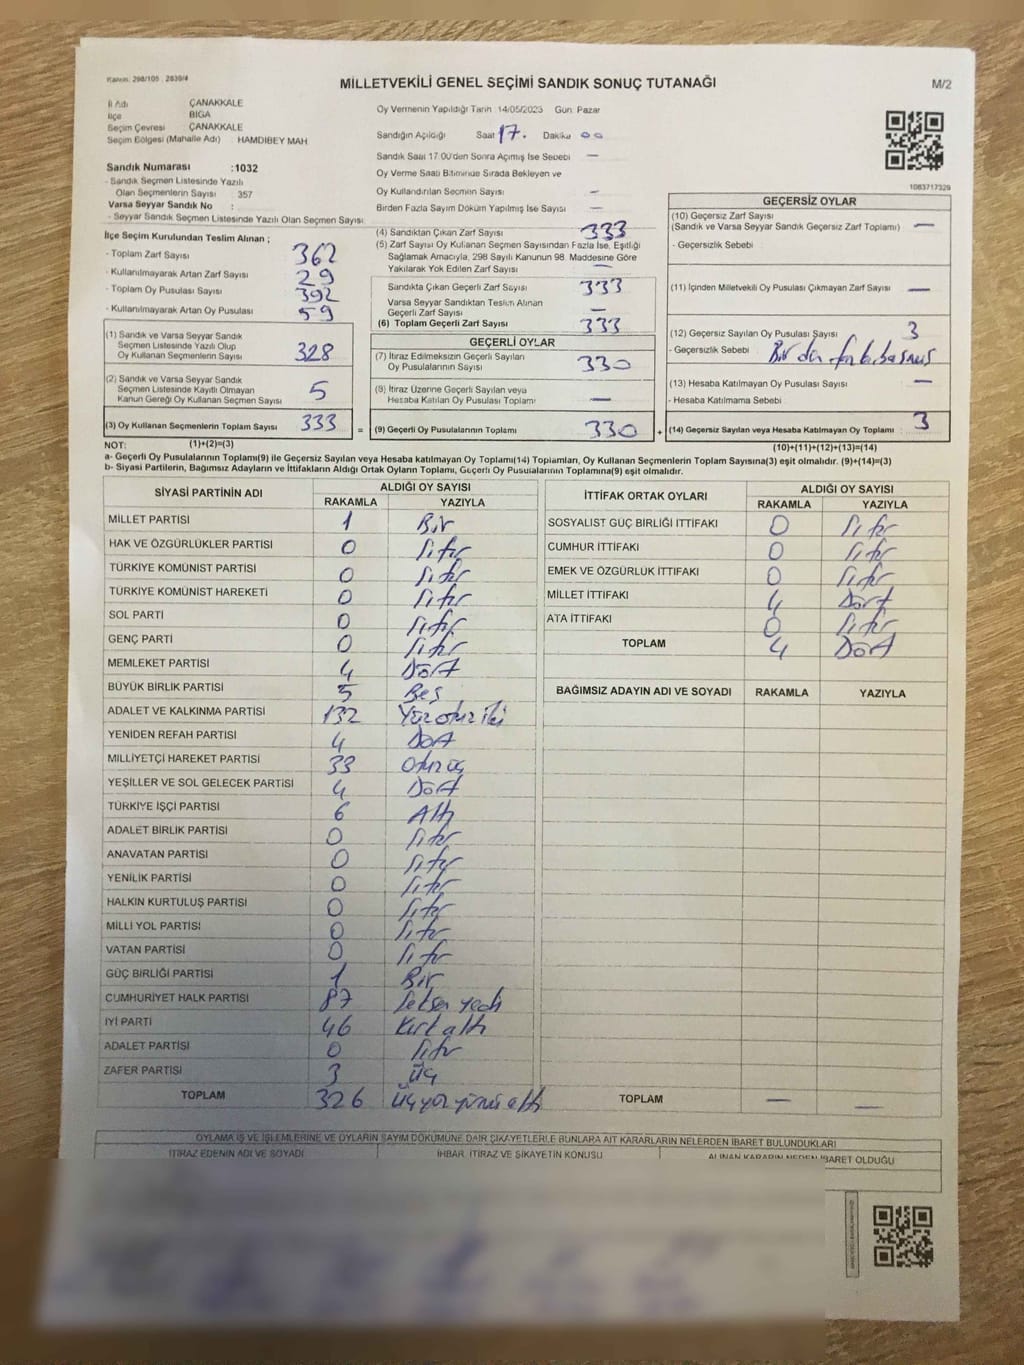 Kanun: 298/105 , 2839/4
MİLLETVEKİLİ GENEL SEÇİMİ SANDIK SONUÇ TUTANAĞI
M/2
İl Adı ÇANAKKALE
İlçe BİGA
Seçim Çevresi ÇANAKKALE
Seçim Bölgesi (Mahalle Adı) : HAMDİBEY MAH
Sandık Numarası :1032
- Sandık Seçmen Listesinde Yazılı
Olan Seçmenlerin Sayısı : 357
Varsa Seyyar Sandık No :
- Seyyar Sandık Seçmen Listesinde Yazılı Olan Seçmen Sayısı
İlçe Seçim Kurulundan Teslim Alınan ;
- Toplam Zarf Sayısı 362
- Kullanılmayarak Artan Zarf Sayısı 29
- Toplam Oy Pusulası Sayısı 392
- Kullanılmayarak Artan Oy Pusulası 59
Oy Vermenin Yapıldığı Tarih 14/05/2023 Gün: Pazar
Sandığın Açıldığı Saat 17. Dakika 00
Sandık Saat 17.00'den Sonra Açılmış İse Sebebi —
Oy Verme Saati Bitiminde Sırada Bekleyen ve
Oy Kullandırılan Seçmen Sayısı —
Birden Fazla Sayım Döküm Yapılmış İse Sayısı —
(4) Sandıktan Çıkan Zarf Sayısı 333
(5) Zarf Sayısı Oy Kullanan Seçmen Sayısından Fazla İse, Eşitliği
Sağlamak Amacıyla, 298 Sayılı Kanunun 98. Maddesine Göre
Yakılarak Yok Edilen Zarf Sayısı —
Sandıkta Çıkan Geçerli Zarf Sayısı 333
Varsa Seyyar Sandıktan Teslim Alınan
Geçerli Zarf Sayısı —
(6) Toplam Geçerli Zarf Sayısı 333
1083717329
GEÇERSİZ OYLAR
(10) Geçersiz Zarf Sayısı
(Sandık ve Varsa Seyyar Sandık Geçersiz Zarf Toplamı) —
- Geçersizlik Sebebi
(11) İçinden Milletvekili Oy Pusulası Çıkmayan Zarf Sayısı —
(12) Geçersiz Sayılan Oy Pusulası Sayısı 3
- Geçersizlik Sebebi : Bir den fazla basmış
(13) Hesaba Katılmayan Oy Pusulası Sayısı —
- Hesaba Katılmama Sebebi
(1) Sandık ve Varsa Seyyar Sandık
Seçmen Listesinde Yazılı Olup
Oy Kullanan Seçmenlerin Sayısı 328
(2) Sandık ve Varsa Seyyar Sandık
Seçmen Listesinde Kayıtlı Olmayan
Kanun Gereği Oy Kullanan Seçmen Sayısı 5
GEÇERLİ OYLAR
(7) İtiraz Edilmeksizin Geçerli Sayılan
Oy Pusulalarının Sayısı 330
(8) İtiraz Üzerine Geçerli Sayılan veya
Hesaba Katılan Oy Pusulası Toplamı —
(3) Oy Kullanan Seçmenlerin Toplam Sayısı 333 = (9) Geçerli Oy Pusulalarının Toplamı 330 + (14) Geçersiz Sayılan veya Hesaba Katılmayan Oy Toplamı : 3
NOT: (1)+(2)=(3) (10)+(11)+(12)+(13)=(14)
a- Geçerli Oy Pusulalarının Toplamı(9) ile Geçersiz Sayılan veya Hesaba katılmayan Oy Toplamı(14) Toplamları, Oy Kullanan Seçmenlerin Toplam Sayısına(3) eşit olmalıdır. (9)+(14)=(3)
b- Siyasi Partilerin, Bağımsız Adayların ve İttifakların Aldığı Ortak Oyların Toplamı, Geçerli Oy Pusulalarının Toplamına(9) eşit olmalıdır.
SİYASİ PARTİNİN ADI ALDIĞI OY SAYISI
RAKAMLA YAZIYLA
MİLLET PARTİSİ 1 Bir
HAK VE ÖZGÜRLÜKLER PARTİSİ 0 Sıfır
TÜRKİYE KOMÜNİST PARTİSİ 0 Sıfır
TÜRKİYE KOMÜNİST HAREKETİ 0 Sıfır
SOL PARTİ 0 Sıfır
GENÇ PARTİ 0 Sıfır
MEMLEKET PARTİSİ 4 Dört
BÜYÜK BİRLİK PARTİSİ 5 Beş
ADALET VE KALKINMA PARTİSİ 132 Yüzotuziki
YENİDEN REFAH PARTİSİ 4 Dört
MİLLİYETÇİ HAREKET PARTİSİ 33 Otuzüç
YEŞİLLER VE SOL GELECEK PARTİSİ 4 Dört
TÜRKİYE İŞÇİ PARTİSİ 6 Altı
ADALET BİRLİK PARTİSİ 0 Sıfır
ANAVATAN PARTİSİ 0 Sıfır
YENİLİK PARTİSİ 0 Sıfır
HALKIN KURTULUŞ PARTİSİ 0 Sıfır
MİLLİ YOL PARTİSİ 0 Sıfır
VATAN PARTİSİ 0 Sıfır
GÜÇ BİRLİĞİ PARTİSİ 1 Bir
CUMHURİYET HALK PARTİSİ 87 Seksen yedi
İYİ PARTİ 46 Kırk altı
ADALET PARTİSİ 0 Sıfır
ZAFER PARTİSİ 3 Üç
TOPLAM 326 Üçyüz yirmi altı
İTTİFAK ORTAK OYLARI ALDIĞI OY SAYISI
RAKAMLA YAZIYLA
SOSYALİST GÜÇ BİRLİĞİ İTTİFAKI 0 Sıfır
CUMHUR İTTİFAKI 0 Sıfır
EMEK VE ÖZGÜRLÜK İTTİFAKI 0 Sıfır
MİLLET İTTİFAKI 4 Dört
ATA İTTİFAKI 0 Sıfır
TOPLAM 4 Dört
BAĞIMSIZ ADAYIN ADI VE SOYADI RAKAMLA YAZIYLA
TOPLAM — —
OYLAMA İŞ VE İŞLEMLERİNE VE OYLARIN SAYIM DÖKÜMÜNE DAİR ŞİKAYETLERLE BUNLARA AİT KARARLARIN NELERDEN İBARET BULUNDUKLARI
İTİRAZ EDENİN ADI VE SOYADI İHBAR, İTİRAZ VE ŞİKAYETİN KONUSU ALINAN KARARIN NEDEN İBARET OLDUĞU